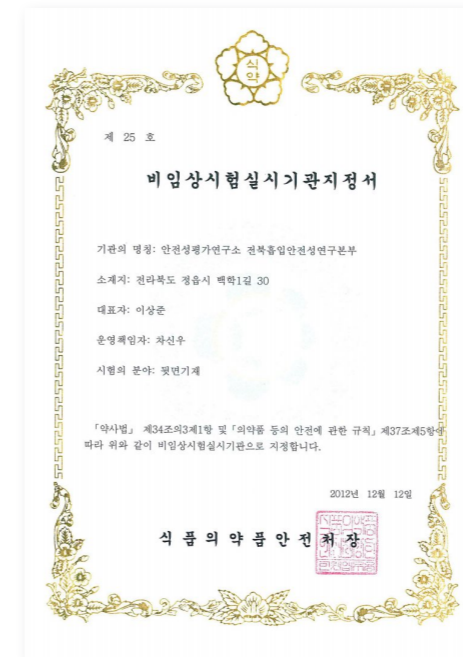 식
약
제 25 호
비임상시험실시기관지정서
기관의 명칭: 안전성평가연구소 전북흡입안전성연구본부
소재지: 전라북도 정읍시 백학1길 30
대표자: 이상준
운영책임자: 차신우
시험의 분야: 뒷면기재
「약사법」 제34조의3제1항 및「의약품 등의 안전에 관한 규칙」제37조제5항에
따라 위와 같이 비임상시험실시기관으로 지정합니다.
2012년 12월 12일
식품의약품안전처장